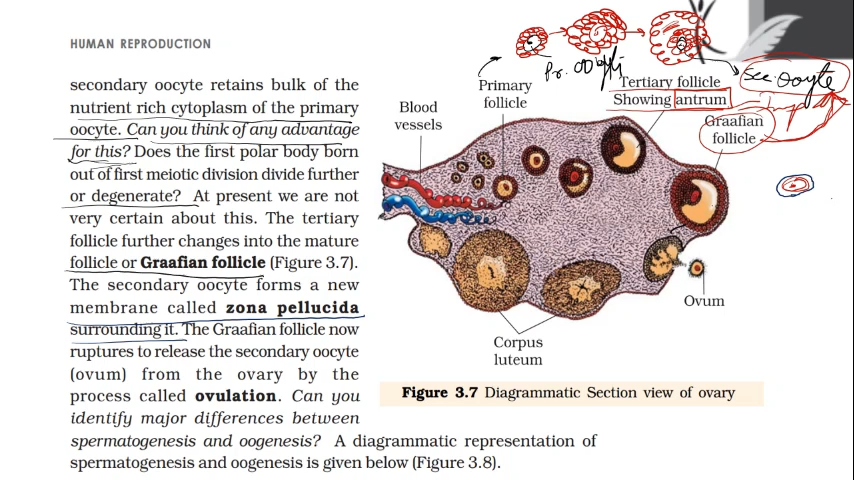 HUMAN REPRODUCTION
secondary oocyte retains bulk of the
nutrient rich cytoplasm of the primary
oocyte. Can you think of any advantage
for this? Does the first polar body born
out of first meiotic division divide further
or degenerate? At present we are not
very certain about this. The tertiary
follicle further changes into the mature
follicle or Graafian follicle (Figure 3.7).
The secondary oocyte forms a new
membrane called zona pellucida
surrounding it. The Graafian follicle now
ruptures to release the secondary oocyte
(ovum) from the ovary by the
process called ovulation. Can you
identify major differences between
spermatogenesis and oogenesis? A diagrammatic representation of
spermatogenesis and oogenesis is given below (Figure 3.8).
Sec. oocyte
Tertiary follicle
Showing antrum
Primary
follicle
Blood
vessels
Graafian
follicle
Ovum
Corpus
luteum
Figure 3.7 Diagrammatic Section view of ovary